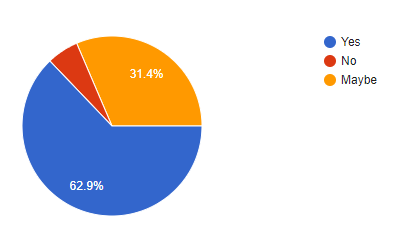 Yes
No
Maybe
31.4%
62.9%